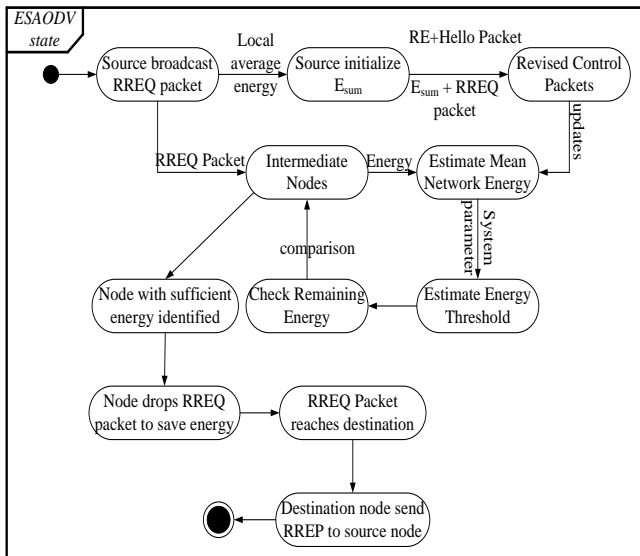 ESAODV
state
Source broadcast
RREQ packet
Local
average
energy
Source initialize
Esum
RE+Hello Packet
Esum + RREQ
packet
Revised Control
Packets
updates
RREQ Packet
Intermediate
Nodes
Energy
Estimate Mean
Network Energy
System
parameter
comparison
Node with sufficient
energy identified
Check Remaining
Energy
Estimate Energy
Threshold
Node drops RREQ
packet to save energy
RREQ Packet
reaches destination
Destination node send
RREP to source node